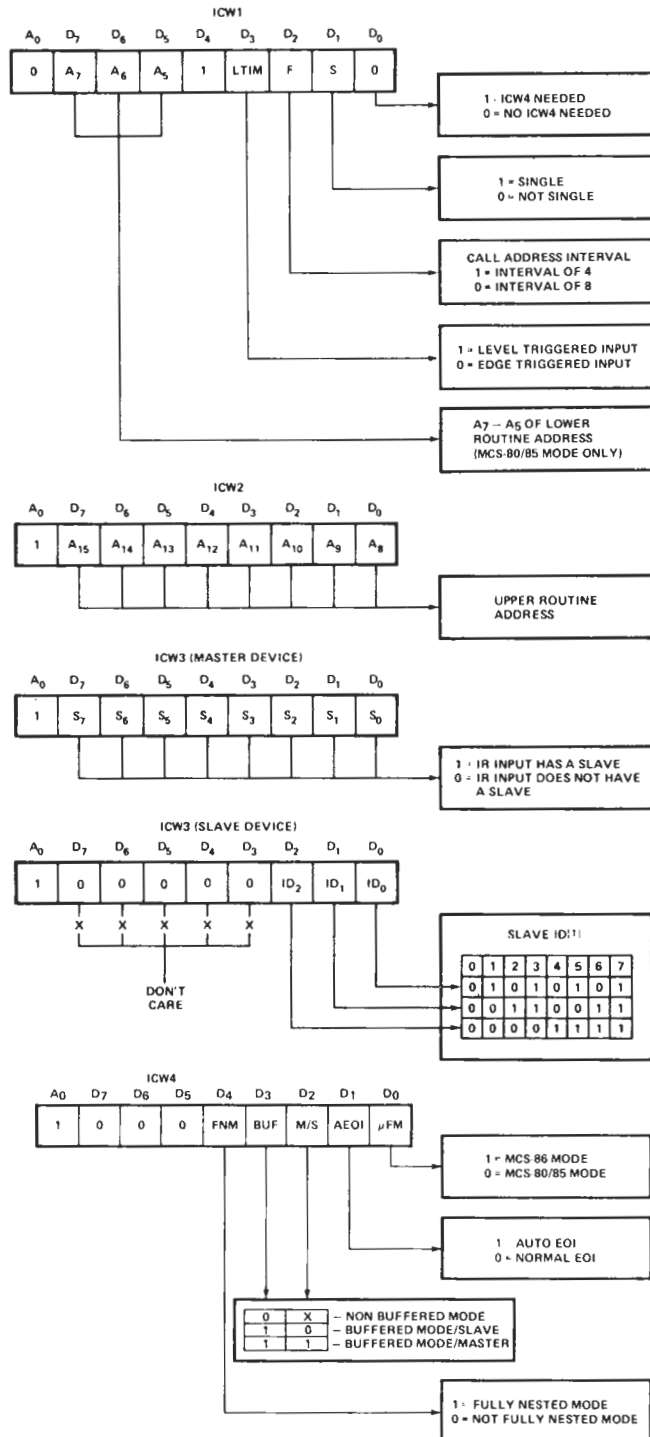 ICW1
A0 D7 D6 D5 D4 D3 D2 D1 D0
0 A7 A6 A5 1 LTIM F S 0
1 - ICW4 NEEDED
0 = NO ICW4 NEEDED
1 = SINGLE
0 = NOT SINGLE
CALL ADDRESS INTERVAL
1 = INTERVAL OF 4
0 = INTERVAL OF 8
1 = LEVEL TRIGGERED INPUT
0 = EDGE TRIGGERED INPUT
A7 – A5 OF LOWER
ROUTINE ADDRESS
(MCS-80/85 MODE ONLY)
ICW2
A0 D7 D6 D5 D4 D3 D2 D1 D0
1 A15 A14 A13 A12 A11 A10 A9 A8
UPPER ROUTINE
ADDRESS
ICW3 (MASTER DEVICE)
A0 D7 D6 D5 D4 D3 D2 D1 D0
1 S7 S6 S5 S4 S3 S2 S1 S0
1 = IR INPUT HAS A SLAVE
0 = IR INPUT DOES NOT HAVE
A SLAVE
ICW3 (SLAVE DEVICE)
A0 D7 D6 D5 D4 D3 D2 D1 D0
1 0 0 0 0 0 ID2 ID1 ID0
X X X X X
DON'T
CARE
SLAVE ID(1)
0 1 2 3 4 5 6 7
0 1 0 1 0 1 0 1
0 0 1 1 0 0 1 1
0 0 0 0 1 1 1 1
ICW4
A0 D7 D6 D5 D4 D3 D2 D1 D0
1 0 0 0 FNM BUF M/S AEOI μFM
1 = MCS-86 MODE
0 = MCS-80/85 MODE
1 AUTO EOI
0 = NORMAL EOI
0 X – NON BUFFERED MODE
1 0 – BUFFERED MODE/SLAVE
1 1 – BUFFERED MODE/MASTER
1 = FULLY NESTED MODE
0 = NOT FULLY NESTED MODE